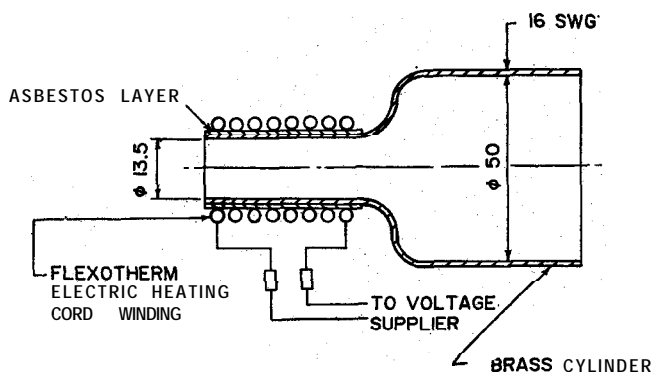 16 SWG
ASBESTOS LAYER
φ 13.5
φ 50
FLEXOTHERM
ELECTRIC HEATING
CORD WINDING
TO VOLTAGE
SUPPLIER
BRASS CYLINDER